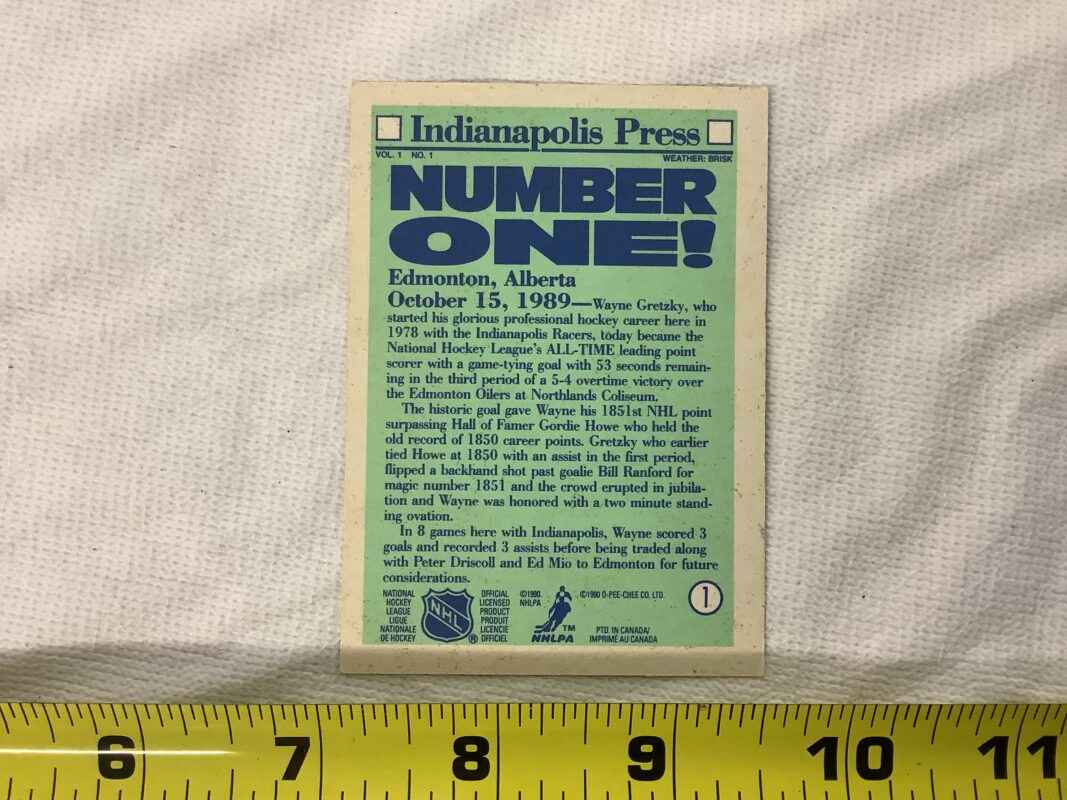 Indianapolis Press
VOL. 1 NO. 1 WEATHER: BRISK
NUMBER
ONE!
Edmonton, Alberta
October 15, 1989—Wayne Gretzky, who
started his glorious professional hockey career here in
1978 with the Indianapolis Racers, today became the
National Hockey League's ALL-TIME leading point
scorer with a game-tying goal with 53 seconds remain-
ing in the third period of a 5-4 overtime victory over
the Edmonton Oilers at Northlands Coliseum.
The historic goal gave Wayne his 1851st NHL point
surpassing Hall of Famer Gordie Howe who held the
old record of 1850 career points. Gretzky who earlier
tied Howe at 1850 with an assist in the first period,
flipped a backhand shot past goalie Bill Ranford for
magic number 1851 and the crowd erupted in jubila-
tion and Wayne was honored with a two minute stand-
ing ovation.
In 8 games here with Indianapolis, Wayne scored 3
goals and recorded 3 assists before being traded along
with Peter Driscoll and Ed Mio to Edmonton for future
considerations.
NATIONAL
HOCKEY
LEAGUE
LIGUE
NATIONALE
DE HOCKEY
NHL
®
OFFICIAL
LICENSED
PRODUCT
PRODUIT
LICENCIE
OFFICIEL
©1990
NHLPA
TM
NHLPA
©1990 O-PEE-CHEE CO. LTD.
PTD. IN CANADA/
IMPRIMÉ AU CANADA
1
6 7 8 9 10 11